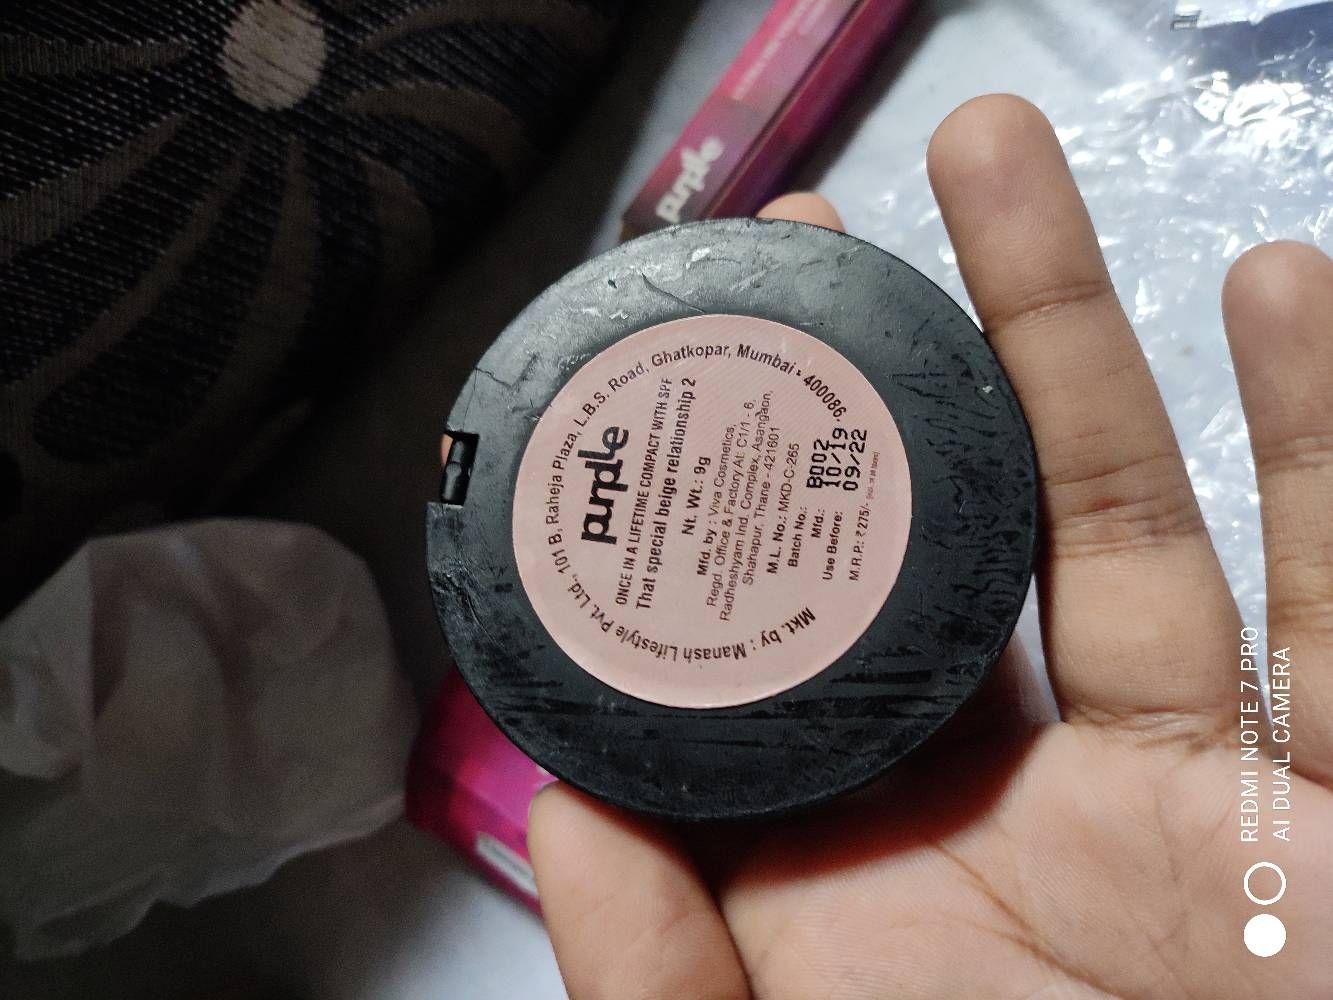 purplle
ONCE IN A LIFETIME COMPACT WITH SPF
That special beige relationship 2
Nt. Wt.: 9g
Mfd. by : Viva Cosmetics,
Regd. Office & Factory At: C1/1 - 6,
Radheshyam Ind. Complex, Asangaon,
Shahapur, Thane - 421601
M.L. No.: MKD-C-265
Batch No.: B002
Mfd.: 10/19
Use Before: 09/22
M.R.P.: ₹275/-
Mkt. by : Manash Lifestyle Pvt. Ltd., 101 B, Raheja Plaza, L.B.S. Road, Ghatkopar, Mumbai - 400086.
purplle
REDMI NOTE 7 PRO
AI DUAL CAMERA